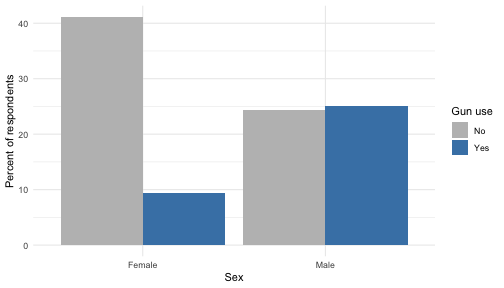 40
30
20
10
0
Percent of respondents
Female
Male
Sex
Gun use
No
Yes